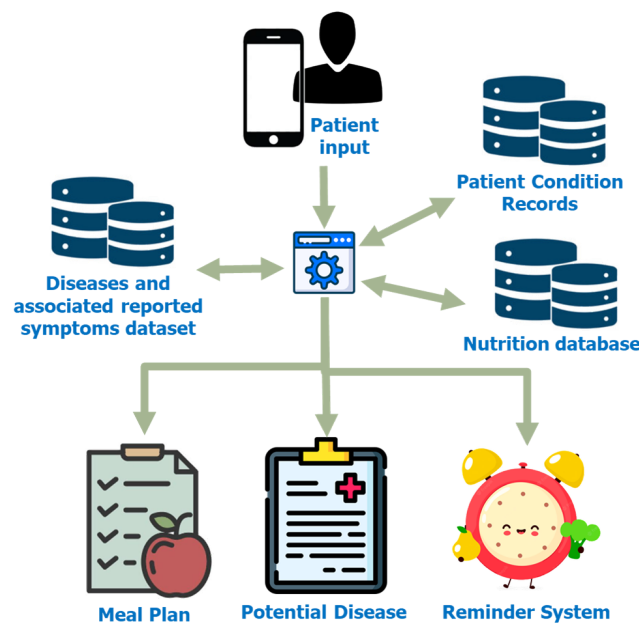 Patient
input
Patient Condition
Records
Diseases and
associated reported
symptoms dataset
Nutrition database
Meal Plan
Potential Disease
Reminder System